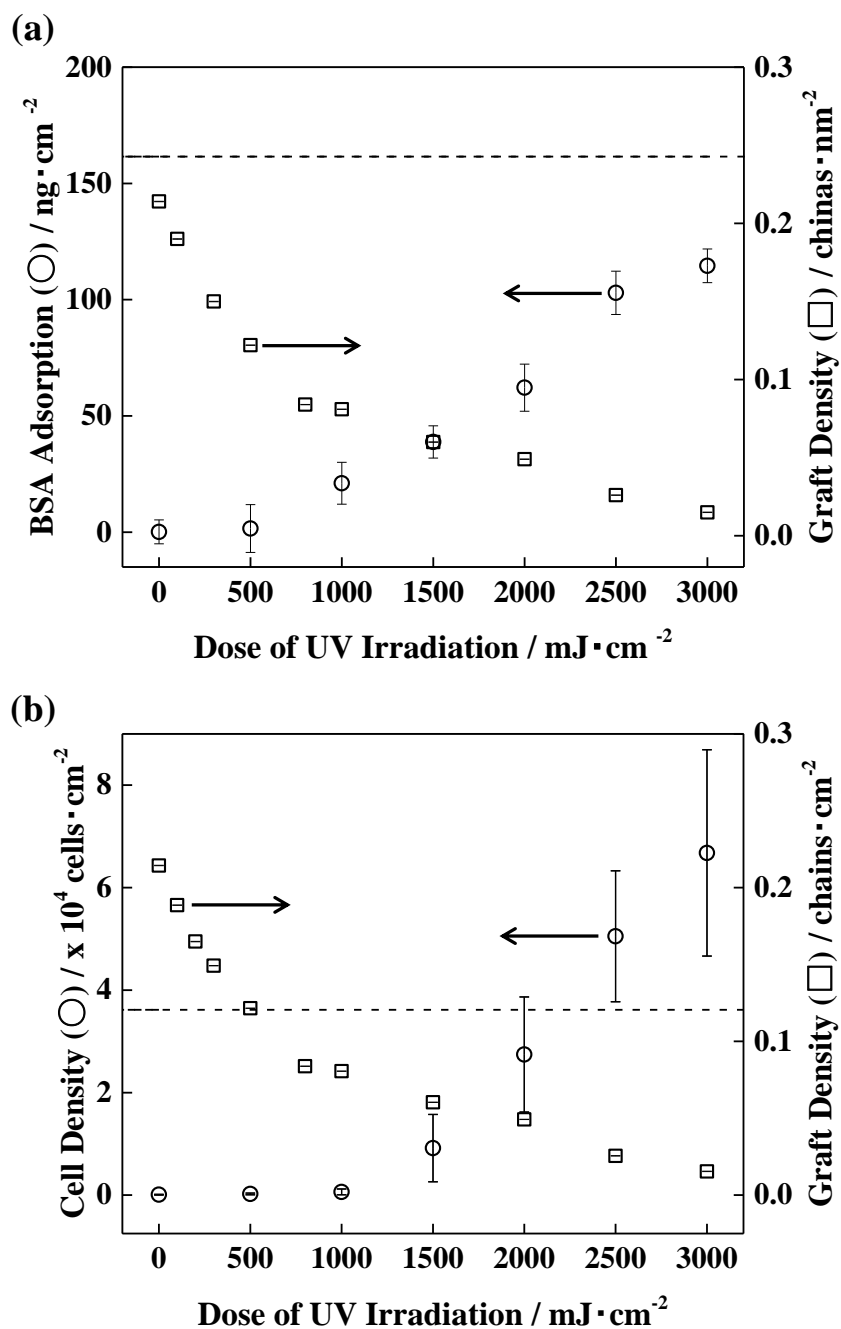 (a)
BSA Adsorption (○) / ng·cm-2
200
150
100
50
0
0.3
0.2
0.1
0.0
Graft Density (□) / chinas·nm-2
0 500 1000 1500 2000 2500 3000
Dose of UV Irradiation / mJ·cm-2
(b)
Cell Density (○) / x 104 cells·cm-2
8
6
4
2
0
0.3
0.2
0.1
0.0
Graft Density (□) / chains·cm-2
0 500 1000 1500 2000 2500 3000
Dose of UV Irradiation / mJ·cm-2